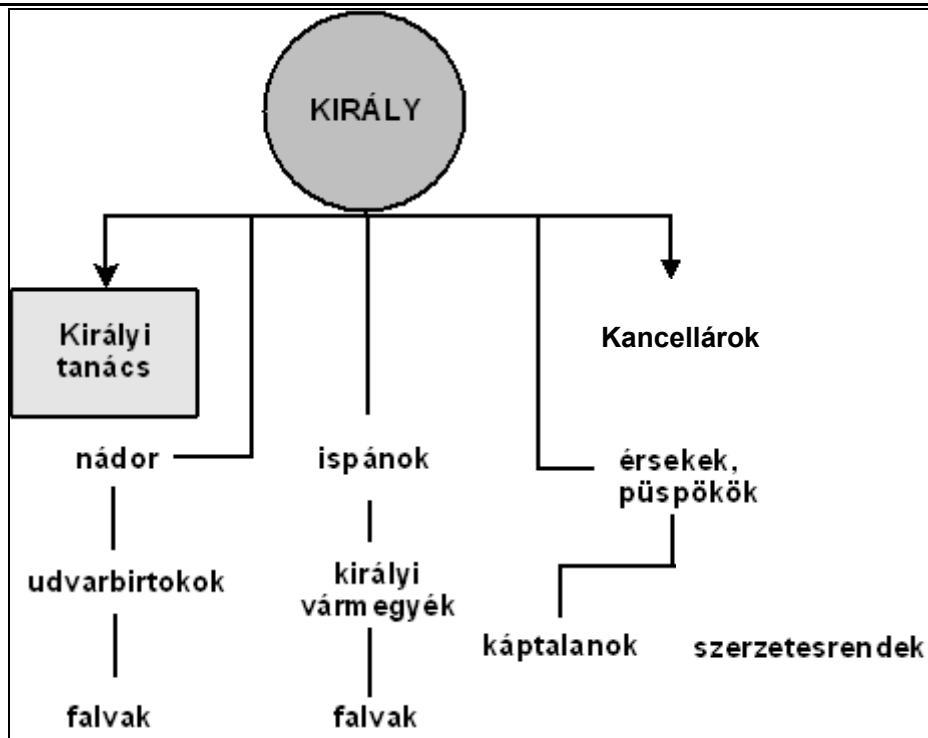 KIRÁLY
Királyi
tanács
Kancellárok
nádor
ispánok
érsekek,
püspökök
udvarbirtokok
királyi
vármegyék
káptalanok
szerzetesrendek
falvak
falvak